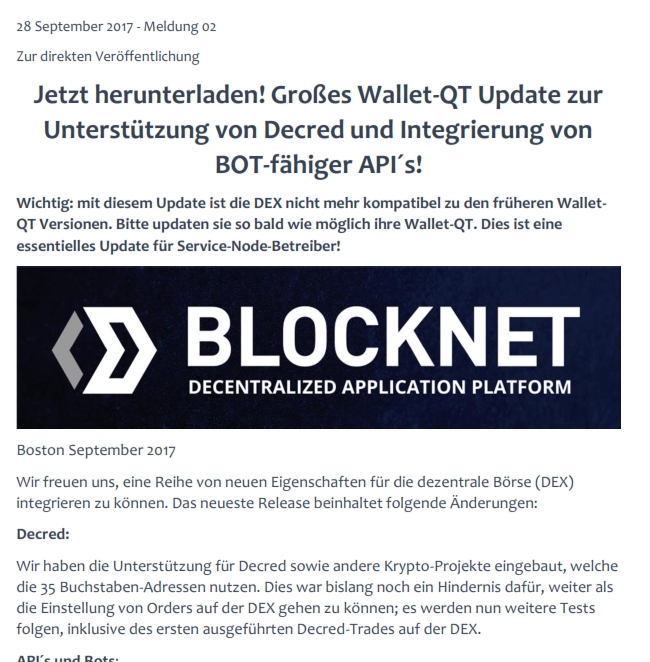 28 September 2017 - Meldung 02
Zur direkten Veröffentlichung
Jetzt herunterladen! Großes Wallet-QT Update zur
Unterstützung von Decred und Integrierung von
BOT-fähiger API´s!
Wichtig: mit diesem Update ist die DEX nicht mehr kompatibel zu den früheren Wallet-
QT Versionen. Bitte updaten sie so bald wie möglich ihre Wallet-QT. Dies ist eine
essentielles Update für Service-Node-Betreiber!
BLOCKNET
DECENTRALIZED APPLICATION PLATFORM
Boston September 2017
Wir freuen uns, eine Reihe von neuen Eigenschaften für die dezentrale Börse (DEX)
integrieren zu können. Das neueste Release beinhaltet folgende Änderungen:
Decred:
Wir haben die Unterstützung für Decred sowie andere Krypto-Projekte eingebaut, welche
die 35 Buchstaben-Adressen nutzen. Dies war bislang noch ein Hindernis dafür, weiter als
die Einstellung von Orders auf der DEX gehen zu können; es werden nun weitere Tests
folgen, inklusive des ersten ausgeführten Decred-Trades auf der DEX.
API´s und Bots: